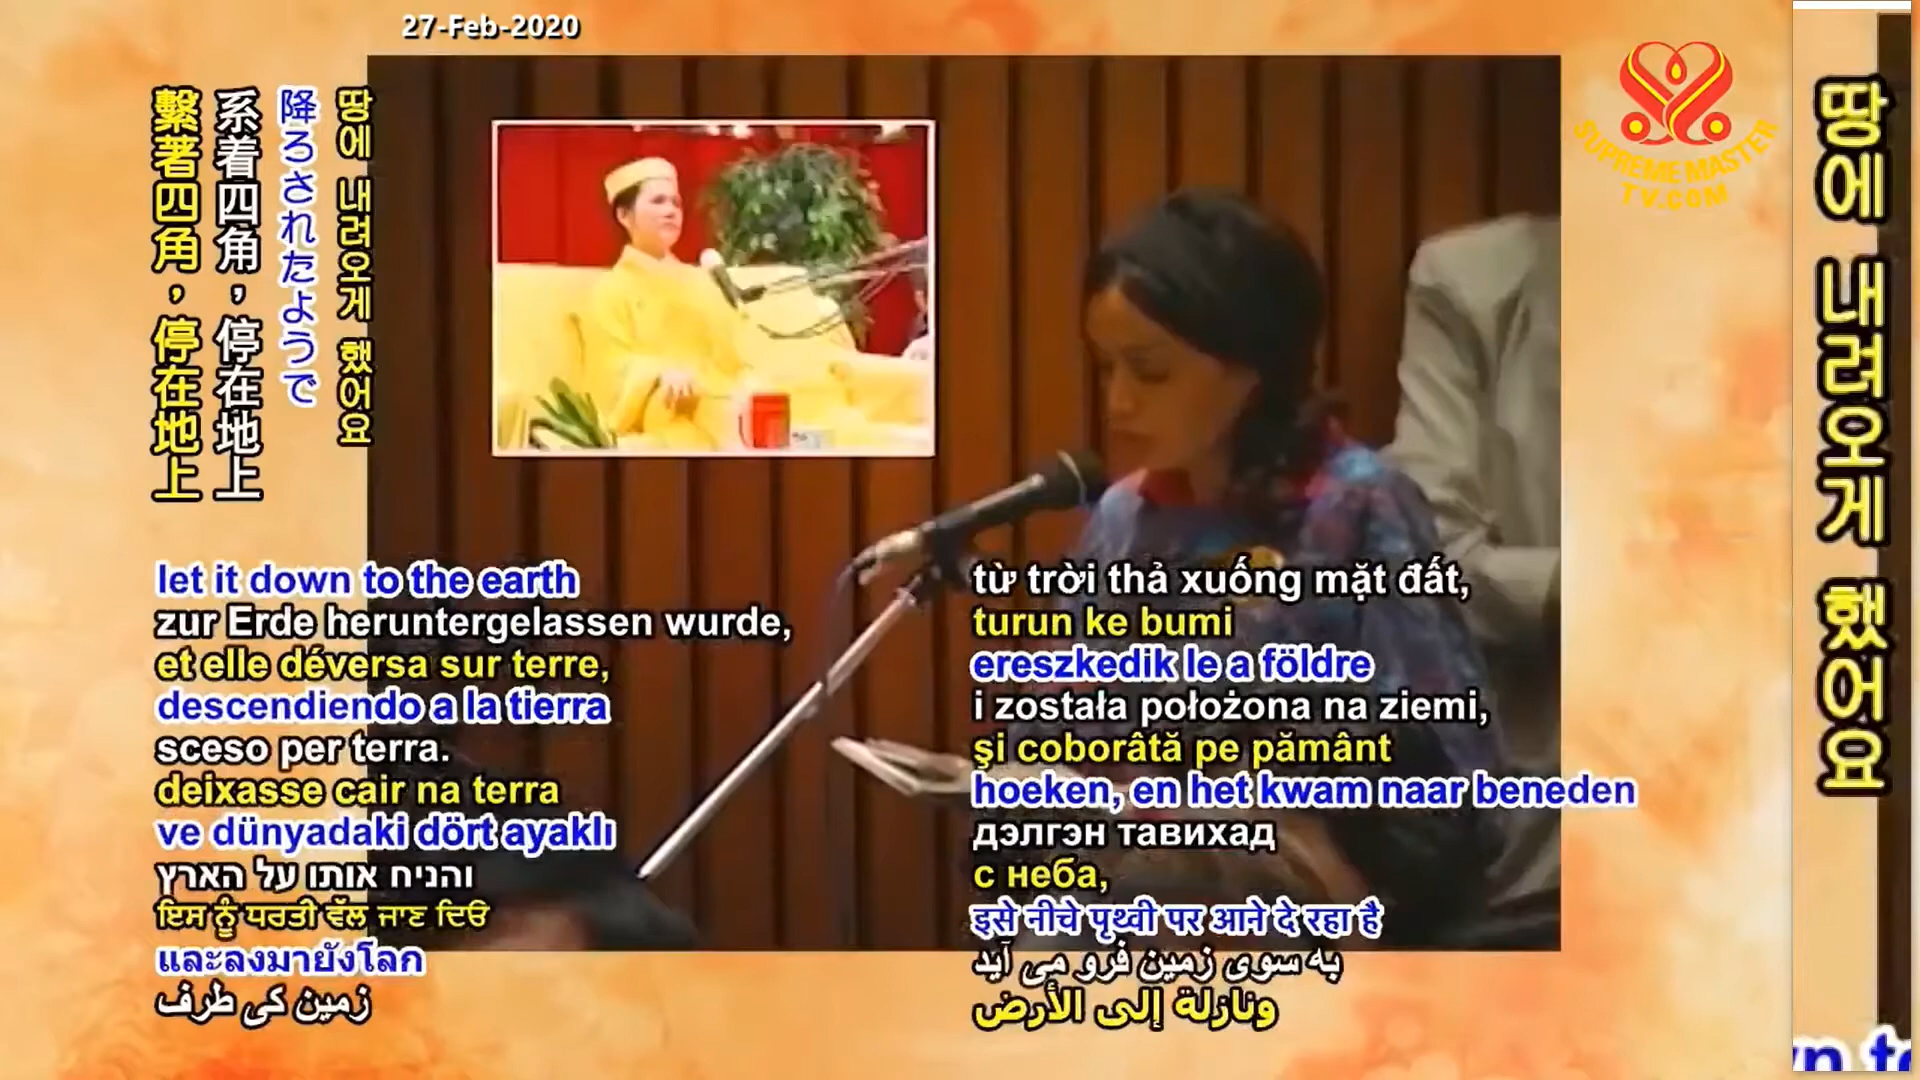 27-Feb-2020
SUPREME MASTER
TV.COM
땅에 내려오게 했어요
降ろされたようで
系着四角，停在地上
繫著四角，停在地上
let it down to the earth
zur Erde heruntergelassen wurde,
et elle déversa sur terre,
descendiendo a la tierra
sceso per terra.
deixasse cair na terra
ve dünyadaki dört ayaklı
והניח אותו על הארץ
ਇਸ ਨੂੰ ਧਰਤੀ ਵੱਲ ਜਾਣ ਦਿਓ
และลงมายังโลก
زمین کی طرف
từ trời thả xuống mặt đất,
turun ke bumi
ereszkedik le a földre
i została położona na ziemi,
şi coborâtă pe pământ
hoeken, en het kwam naar beneden
дэлгэн тавихад
с неба,
इसे नीचे पृथ्वी पर आने दे रहा है
به سوی زمین فرو می آید
ونازلة إلى الأرض
땅에 내려오게 했어요